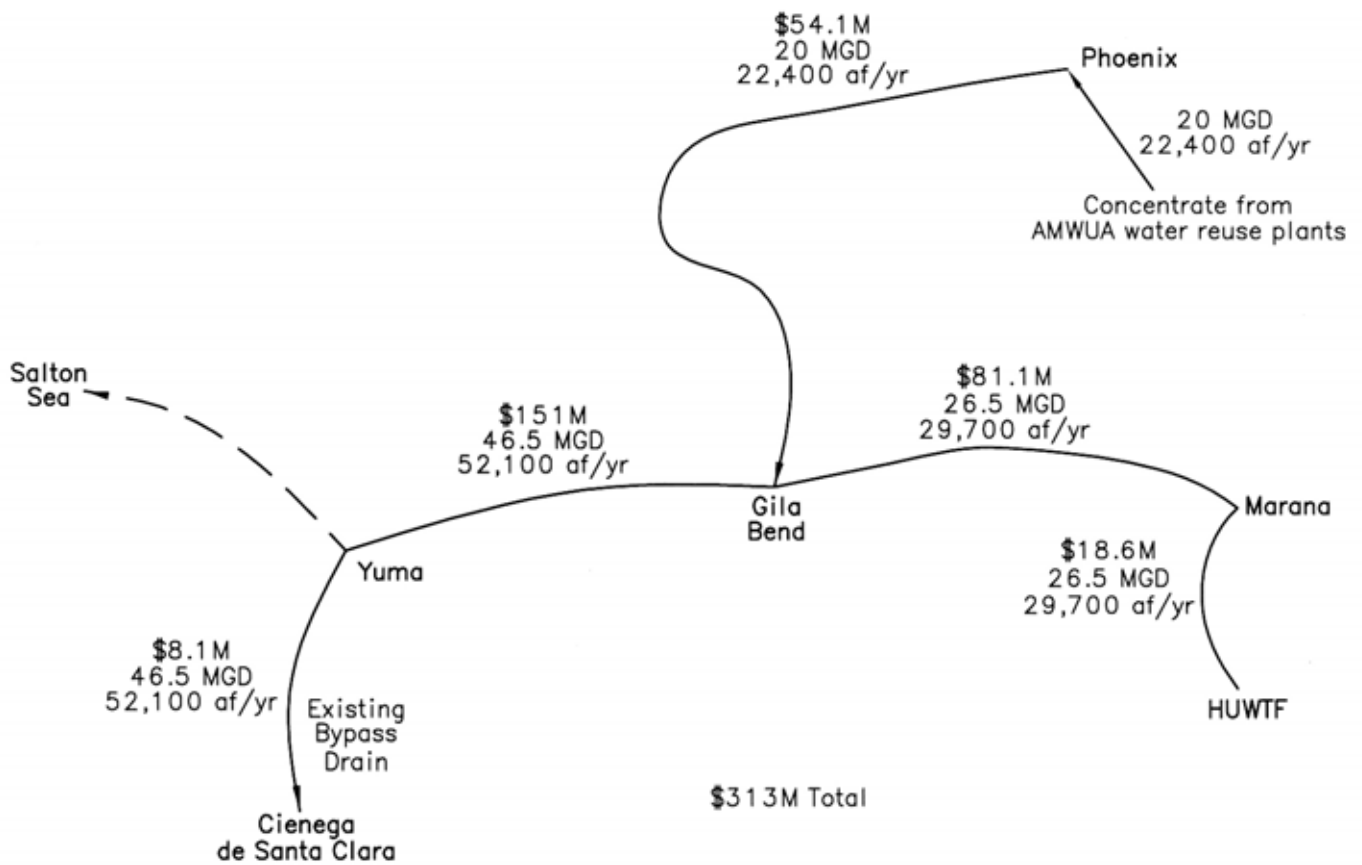 $54.1M
20 MGD
22,400 af/yr
Phoenix
20 MGD
22,400 af/yr
Concentrate from
AMWUA water reuse plants
Salton
Sea
$151M
46.5 MGD
52,100 af/yr
$81.1M
26.5 MGD
29,700 af/yr
Gila
Bend
Marana
Yuma
$18.6M
26.5 MGD
29,700 af/yr
$8.1M
46.5 MGD
52,100 af/yr
Existing
Bypass
Drain
HUWTF
$313M Total
Cienega
de Santa Clara